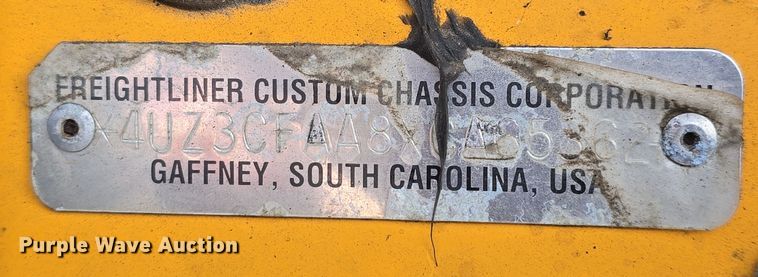 FREIGHTLINER CUSTOM CHASSIS CORPORATION
GAFFNEY, SOUTH CAROLINA, USA
Purple Wave Auction